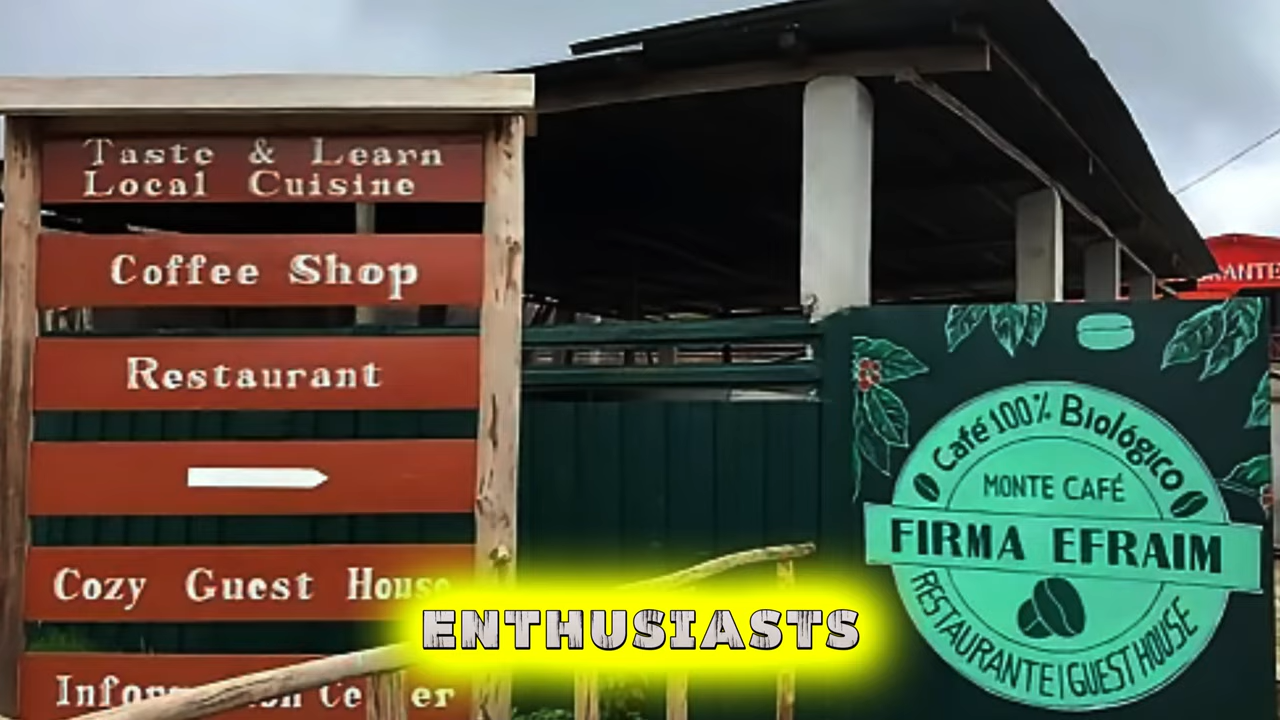 Taste & Learn
Local Cuisine
Coffee Shop
Restaurant
Cozy Guest House
Café 100% Biológico
MONTE CAFÉ
FIRMA EFRAIM
RESTAURANTE|GUEST HOUSE
ENTHUSIASTS